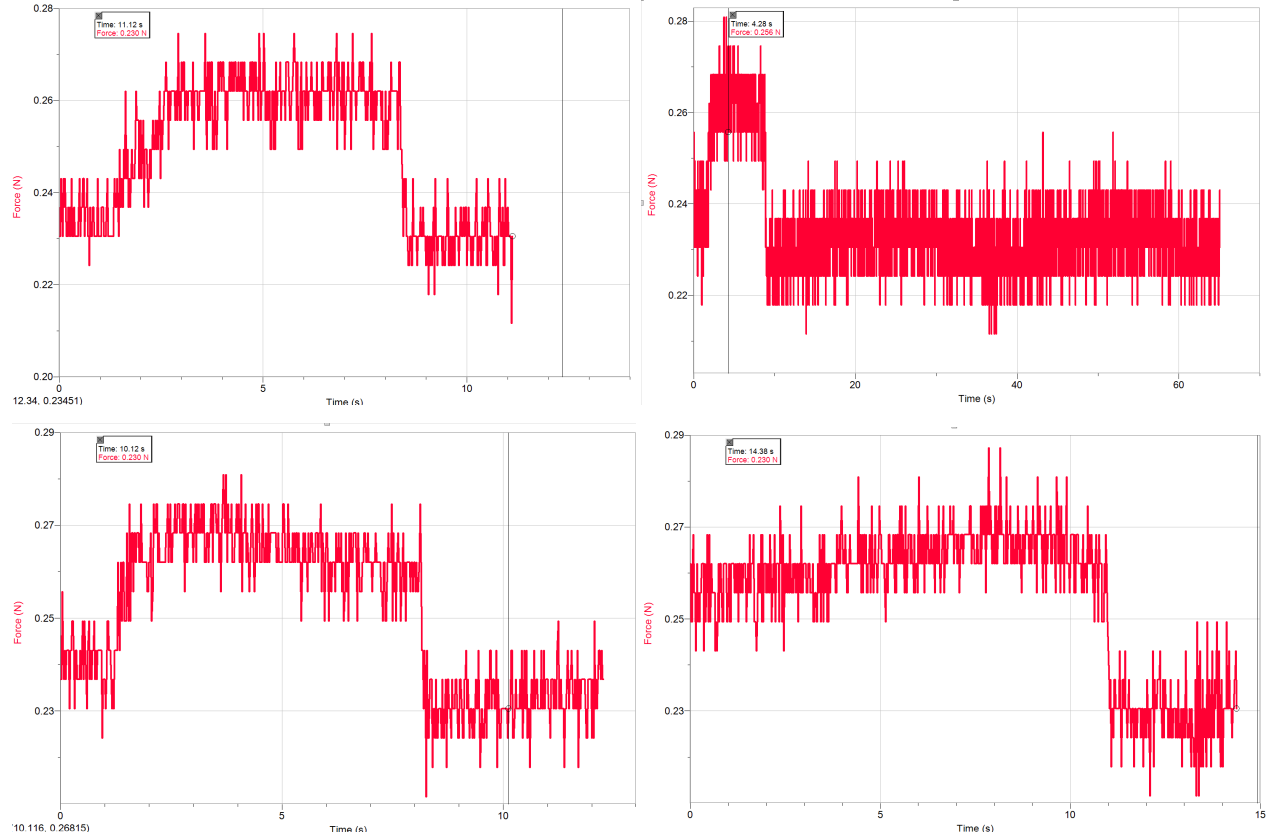 0.28
0.26
0.24
0.22
0.20
Force (N)
Time: 11.12 s
Force: 0.230 N
0
5
10
Time (s)
12.34, 0.23451)
0.28
0.26
0.24
0.22
Force (N)
Time: 4.28 s
Force: 0.256 N
0
20
40
60
Time (s)
0.29
0.27
0.25
0.23
Force (N)
Time: 10.12 s
Force: 0.230 N
0
5
10
Time (s)
10.116, 0.26815)
0.29
0.27
0.25
0.23
Force (N)
Time: 14.38 s
Force: 0.230 N
0
5
10
15
Time (s)